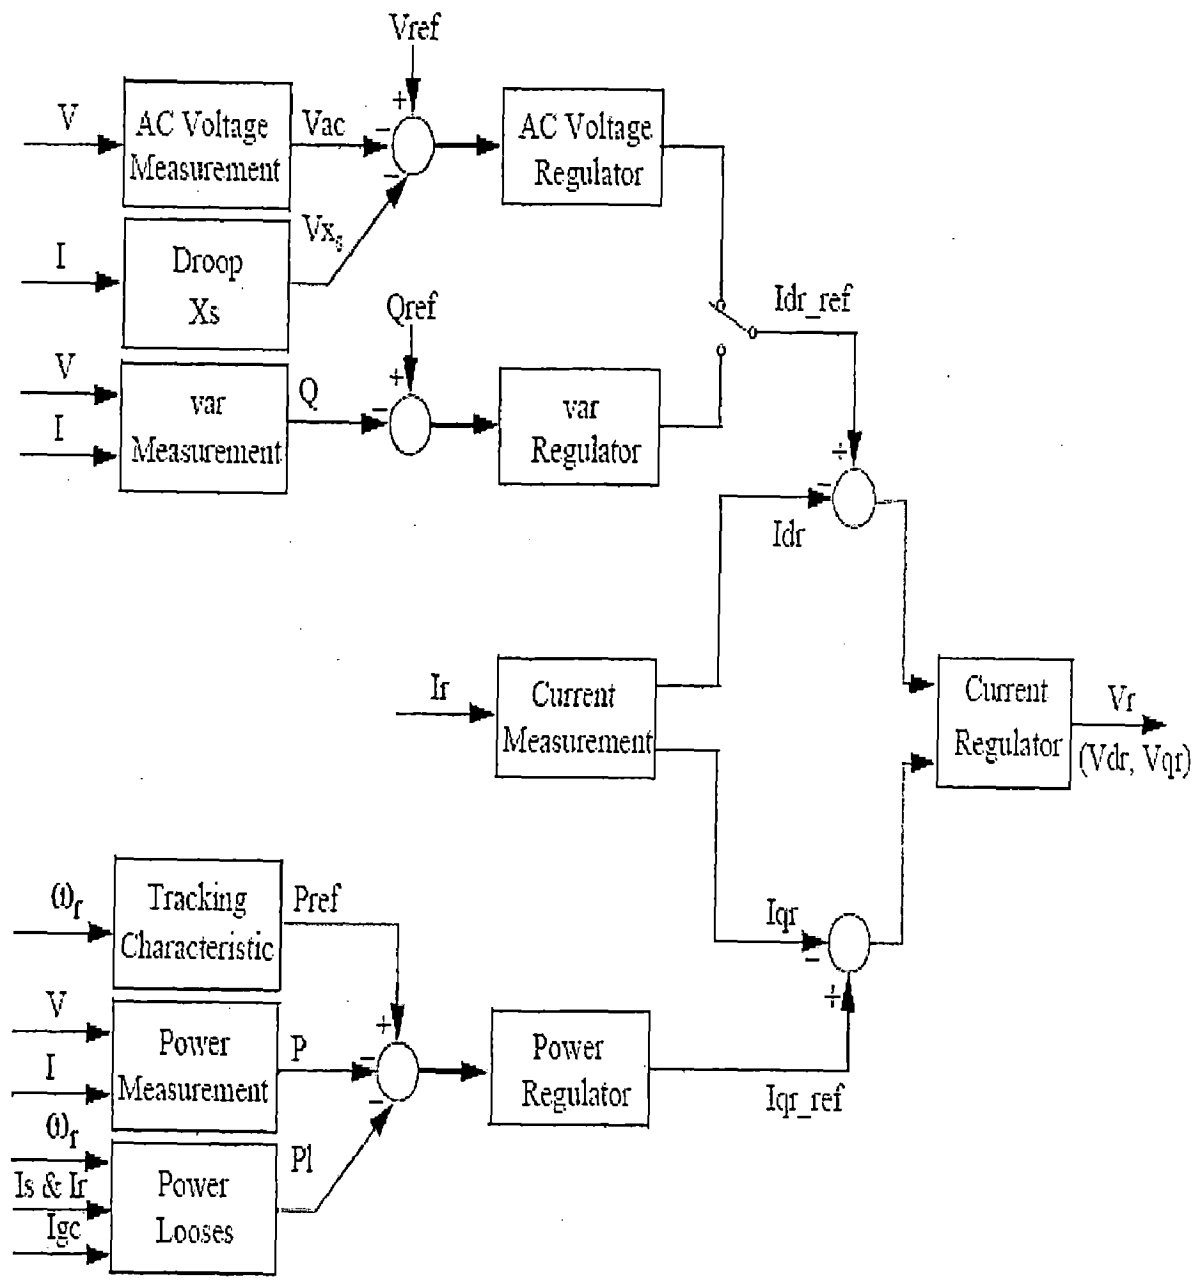 Vref
+
V
AC Voltage
Measurement
Vac
−
−
AC Voltage
Regulator
I
Droop
Xs
Vxs
Qref
+
Idr_ref
V
I
var
Measurement
Q
−
var
Regulator
÷
−
Idr
Ir
Current
Measurement
Current
Regulator
Vr
(Vdr, Vqr)
ωr
Tracking
Characteristic
Pref
Iqr
−
÷
V
I
Power
Measurement
P
+
−
−
Power
Regulator
Iqr_ref
ωr
Is & Ir
Igc
Power
Looses
Pl